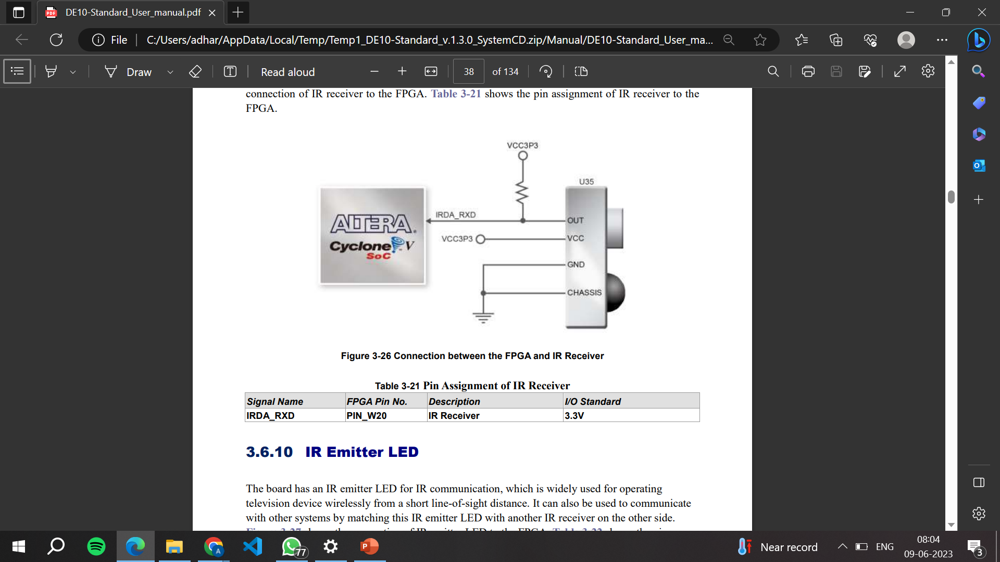 DE10-Standard_User_manual.pdf
File
C:/Users/adhar/AppData/Local/Temp/Temp1_DE10-Standard_v.1.3.0_SystemCD.zip/Manual/DE10-Standard_User_ma...
Draw
Read aloud
38 of 134
connection of IR receiver to the FPGA. Table 3-21 shows the pin assignment of IR receiver to the
FPGA.
VCC3P3
U35
ALTERA
Cyclone V
SoC
IRDA_RXD
OUT
VCC3P3
VCC
GND
CHASSIS
Figure 3-26 Connection between the FPGA and IR Receiver
Table 3-21 Pin Assignment of IR Receiver
Signal Name FPGA Pin No. Description I/O Standard
IRDA_RXD PIN_W20 IR Receiver 3.3V
3.6.10 IR Emitter LED
The board has an IR emitter LED for IR communication, which is widely used for operating
television device wirelessly from a short line-of-sight distance. It can also be used to communicate
with other systems by matching this IR emitter LED with another IR receiver on the other side.
77
Near record
ENG
08:04
09-06-2023
3